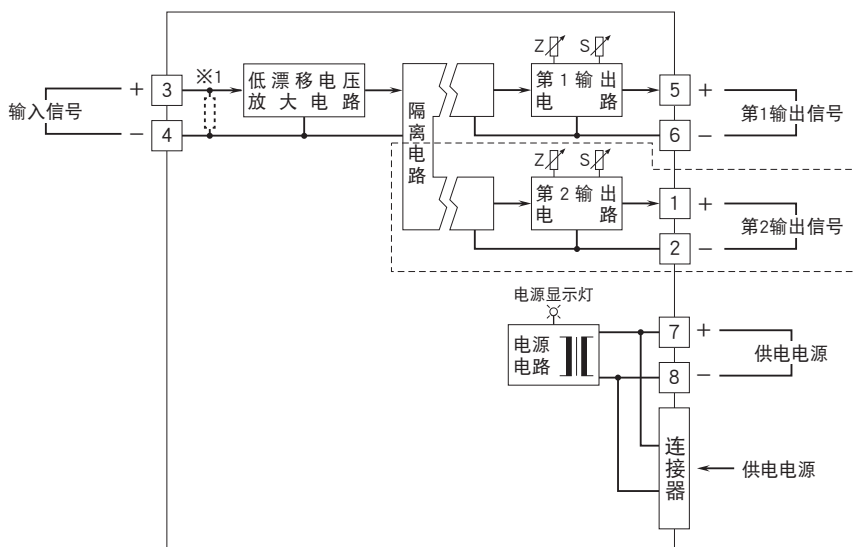 Z S
※1
低漂移电压
放大电路
第1输出
电路
+ 3
输入信号
− 4
隔离电路
5 +
第1输出信号
6 −
Z S
第2输出
电路
1 +
第2输出信号
2 −
电源显示灯
电源
电路
7 +
供电电源
8 −
连接器
供电电源